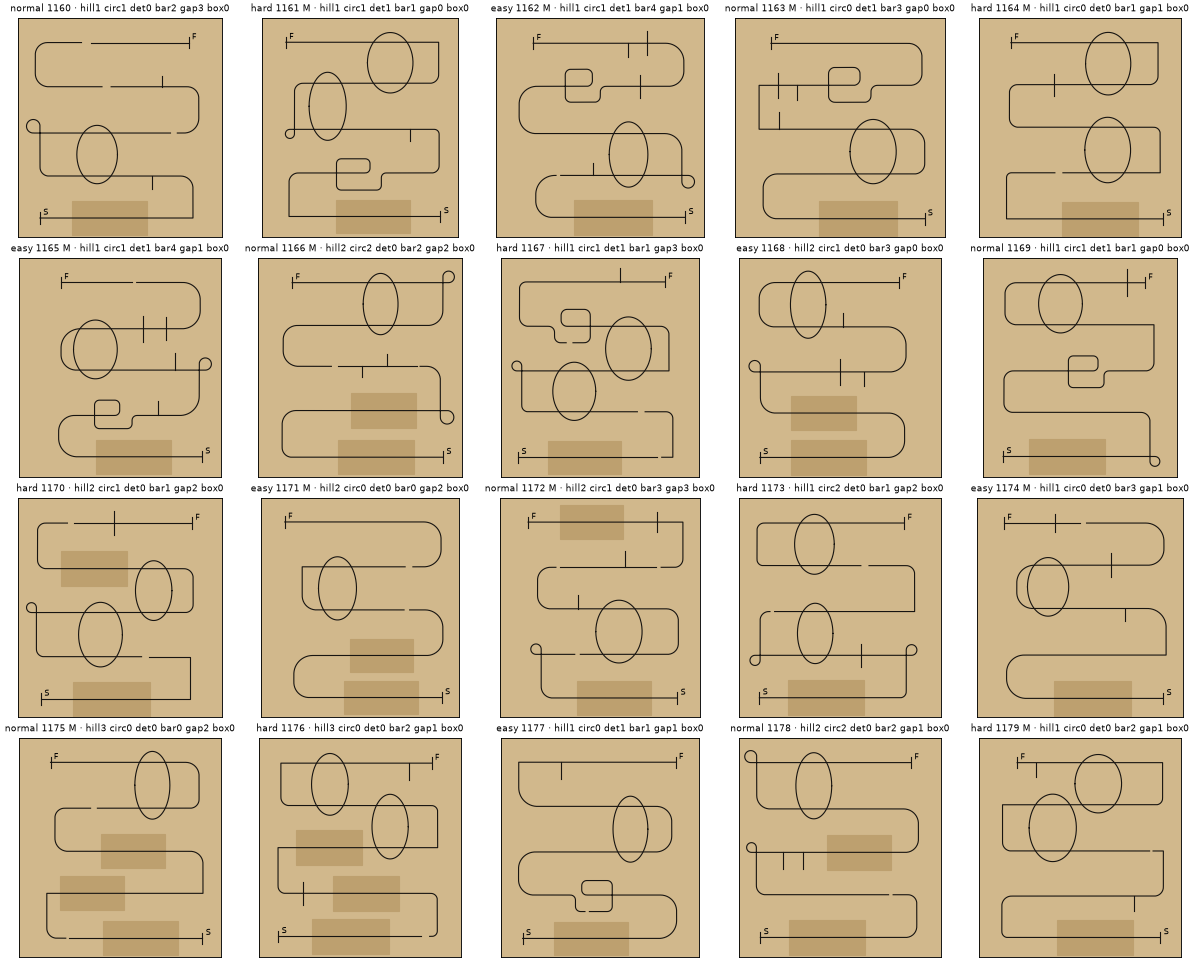 normal 1160 · hill1 circ1 det0 bar2 gap3 box0
hard 1161 M · hill1 circ1 det1 bar1 gap0 box0
easy 1162 M · hill1 circ1 det1 bar4 gap1 box0
normal 1163 M · hill1 circ0 det1 bar3 gap0 box0
hard 1164 M · hill1 circ0 det0 bar1 gap1 box0
F
S
F
S
F
S
F
S
F
S
easy 1165 M · hill1 circ1 det1 bar4 gap1 box0
normal 1166 M · hill2 circ2 det0 bar2 gap2 box0
hard 1167 · hill1 circ1 det1 bar1 gap3 box0
easy 1168 · hill2 circ1 det0 bar3 gap0 box0
normal 1169 · hill1 circ1 det1 bar1 gap0 box0
F
S
F
S
F
S
F
S
F
S
hard 1170 · hill2 circ1 det0 bar1 gap2 box0
easy 1171 M · hill2 circ0 det0 bar0 gap2 box0
normal 1172 M · hill2 circ1 det0 bar3 gap3 box0
hard 1173 · hill1 circ2 det0 bar1 gap2 box0
easy 1174 M · hill1 circ0 det0 bar3 gap1 box0
F
S
F
S
F
S
F
S
F
S
normal 1175 M · hill3 circ0 det0 bar0 gap2 box0
hard 1176 · hill3 circ0 det0 bar2 gap1 box0
easy 1177 · hill1 circ0 det1 bar1 gap1 box0
normal 1178 · hill2 circ2 det0 bar2 gap1 box0
hard 1179 M · hill1 circ0 det0 bar2 gap1 box0
F
S
F
S
F
S
F
S
F
S